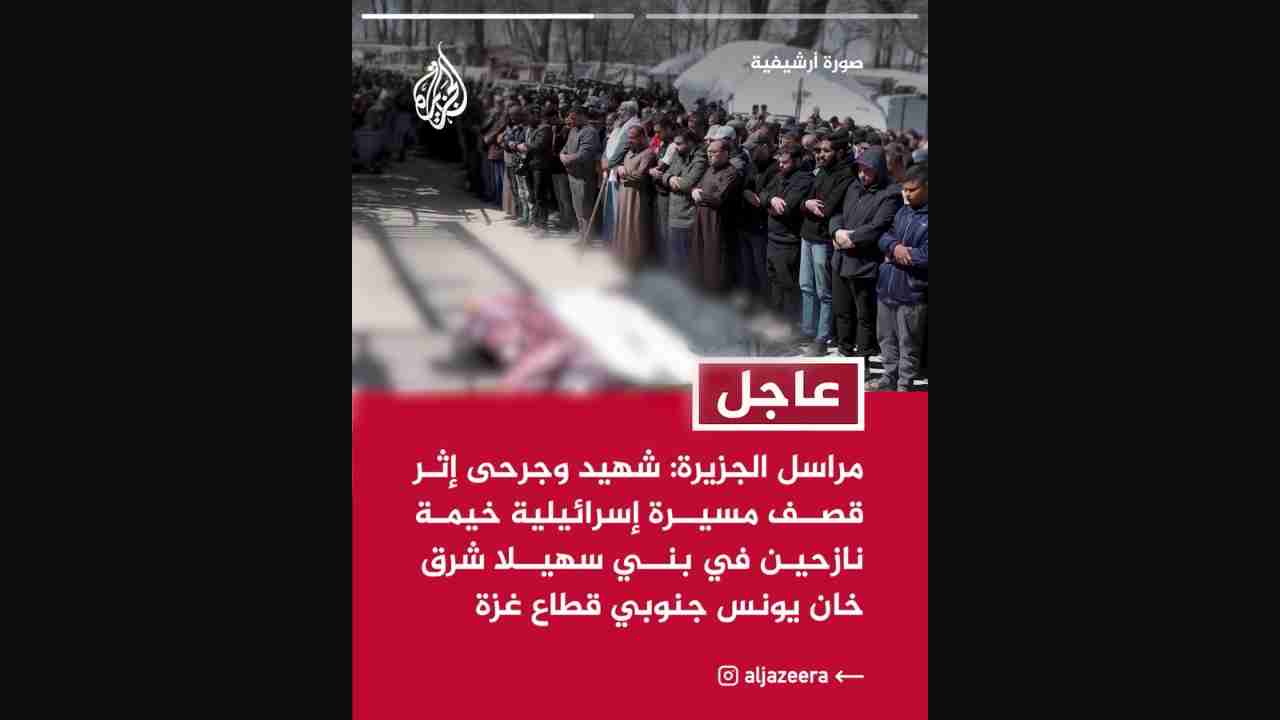 صورة أرشيفية
الجزيرة
عاجل
مراسل الجزيرة: شهيد وجرحى إثر
قصف مسيرة إسرائيلية خيمة
نازحين في بني سهيلا شرق
خان يونس جنوبي قطاع غزة
aljazeera